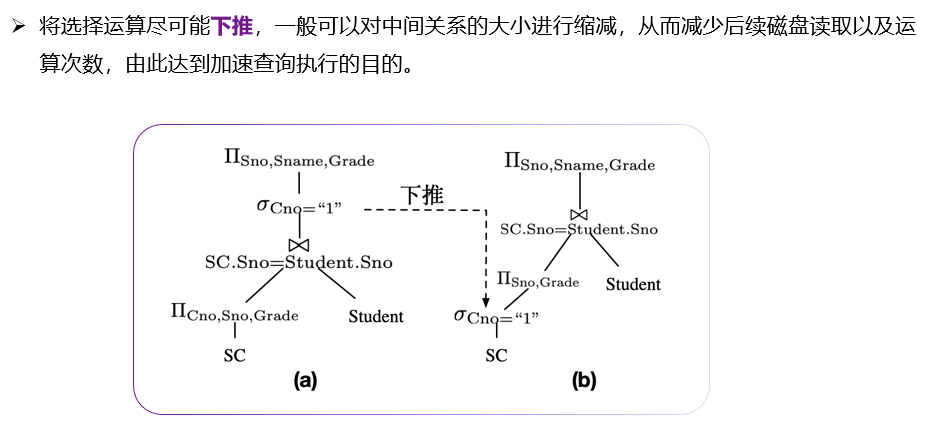 ➢ 将选择运算尽可能下推，一般可以对中间关系的大小进行缩减，从而减少后续磁盘读取以及运
算次数，由此达到加速查询执行的目的。
ΠSno,Sname,Grade
σCno=“1”
⋈
SC.Sno=Student.Sno
ΠCno,Sno,Grade
Student
SC
(a)
下推
ΠSno,Sname,Grade
⋈
SC.Sno=Student.Sno
ΠSno,Grade
Student
σCno=“1”
SC
(b)